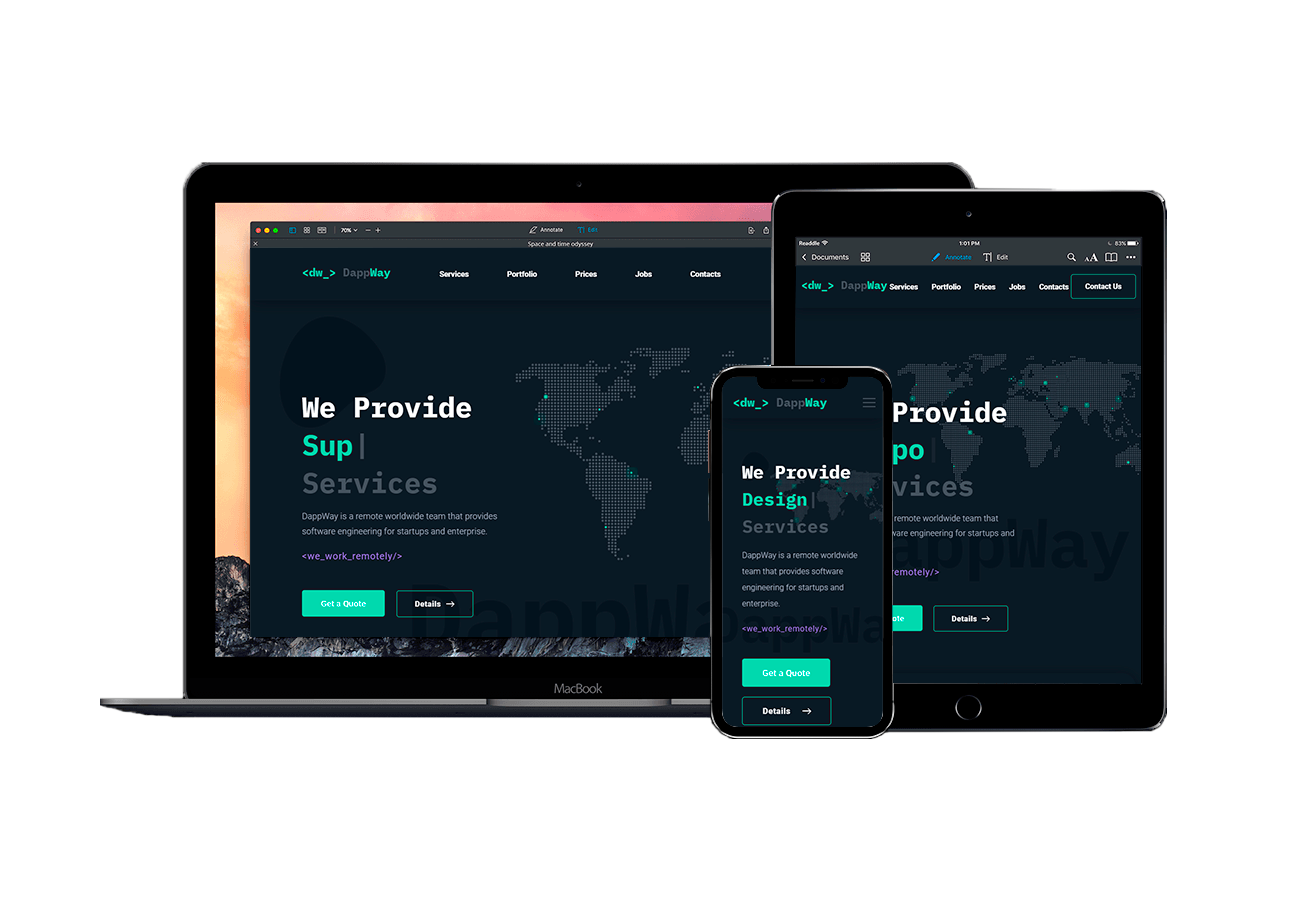 70%
Annotate
Edit
Space and time odyssey
<dw_> DappWay
Services
Portfolio
Prices
Jobs
Contacts
We Provide
Sup|
Services
DappWay is a remote worldwide team that provides
software engineering for startups and enterprise.
<we_work_remotely/>
Get a Quote
Details →
DappWay
MacBook
Readdle
1:01 PM
83%
Documents
Annotate
Edit
AA
<dw_> DappWay
Services
Portfolio
Prices
Jobs
Contacts
Contact Us
Provide
po|
vices
remote worldwide team that
are engineering for startups and
emotely/>
ote
Details →
DappWay
<dw_> DappWay
We Provide
Design|
Services
DappWay is a remote worldwide
team that provides software
engineering for startups and
enterprise.
<we_work_remotely/>
Get a Quote
Details →